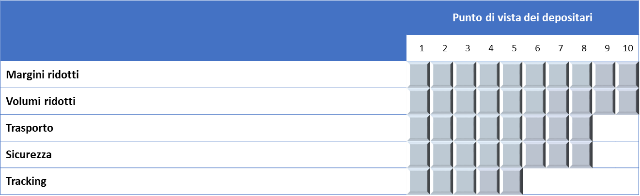 Punto di vista dei depositari
1 2 3 4 5 6 7 8 9 10
Margini ridotti
Volumi ridotti
Trasporto
Sicurezza
Tracking